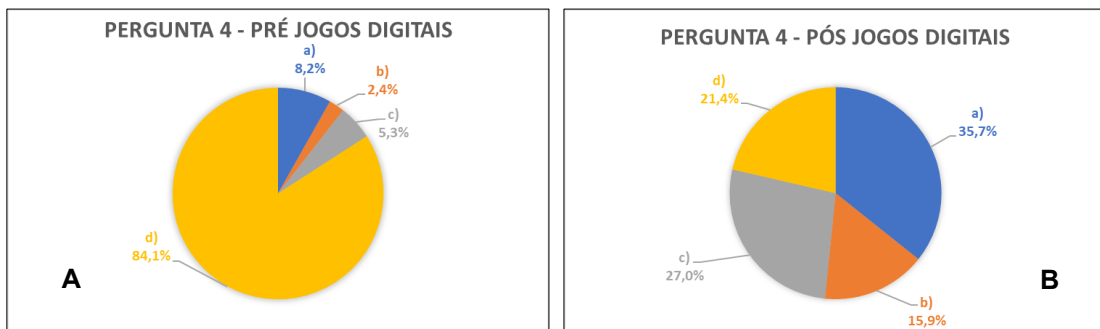 PERGUNTA 4 - PRÉ JOGOS DIGITAIS
a)
8,2%
b)
2,4%
c)
5,3%
d)
84,1%
A
PERGUNTA 4 - PÓS JOGOS DIGITAIS
d)
21,4%
a)
35,7%
c)
27,0%
b)
15,9%
B